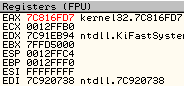 Registers (FPU)
EAX 7C816FD7 kernel32.7C816FD7
ECX 0012FFB0
EDX 7C91EB94 ntdll.KiFastSystem
EBX 7FFD5000
ESP 0012FFC4
EBP 0012FFF0
ESI FFFFFFFF
EDI 7C920738 ntdll.7C920738